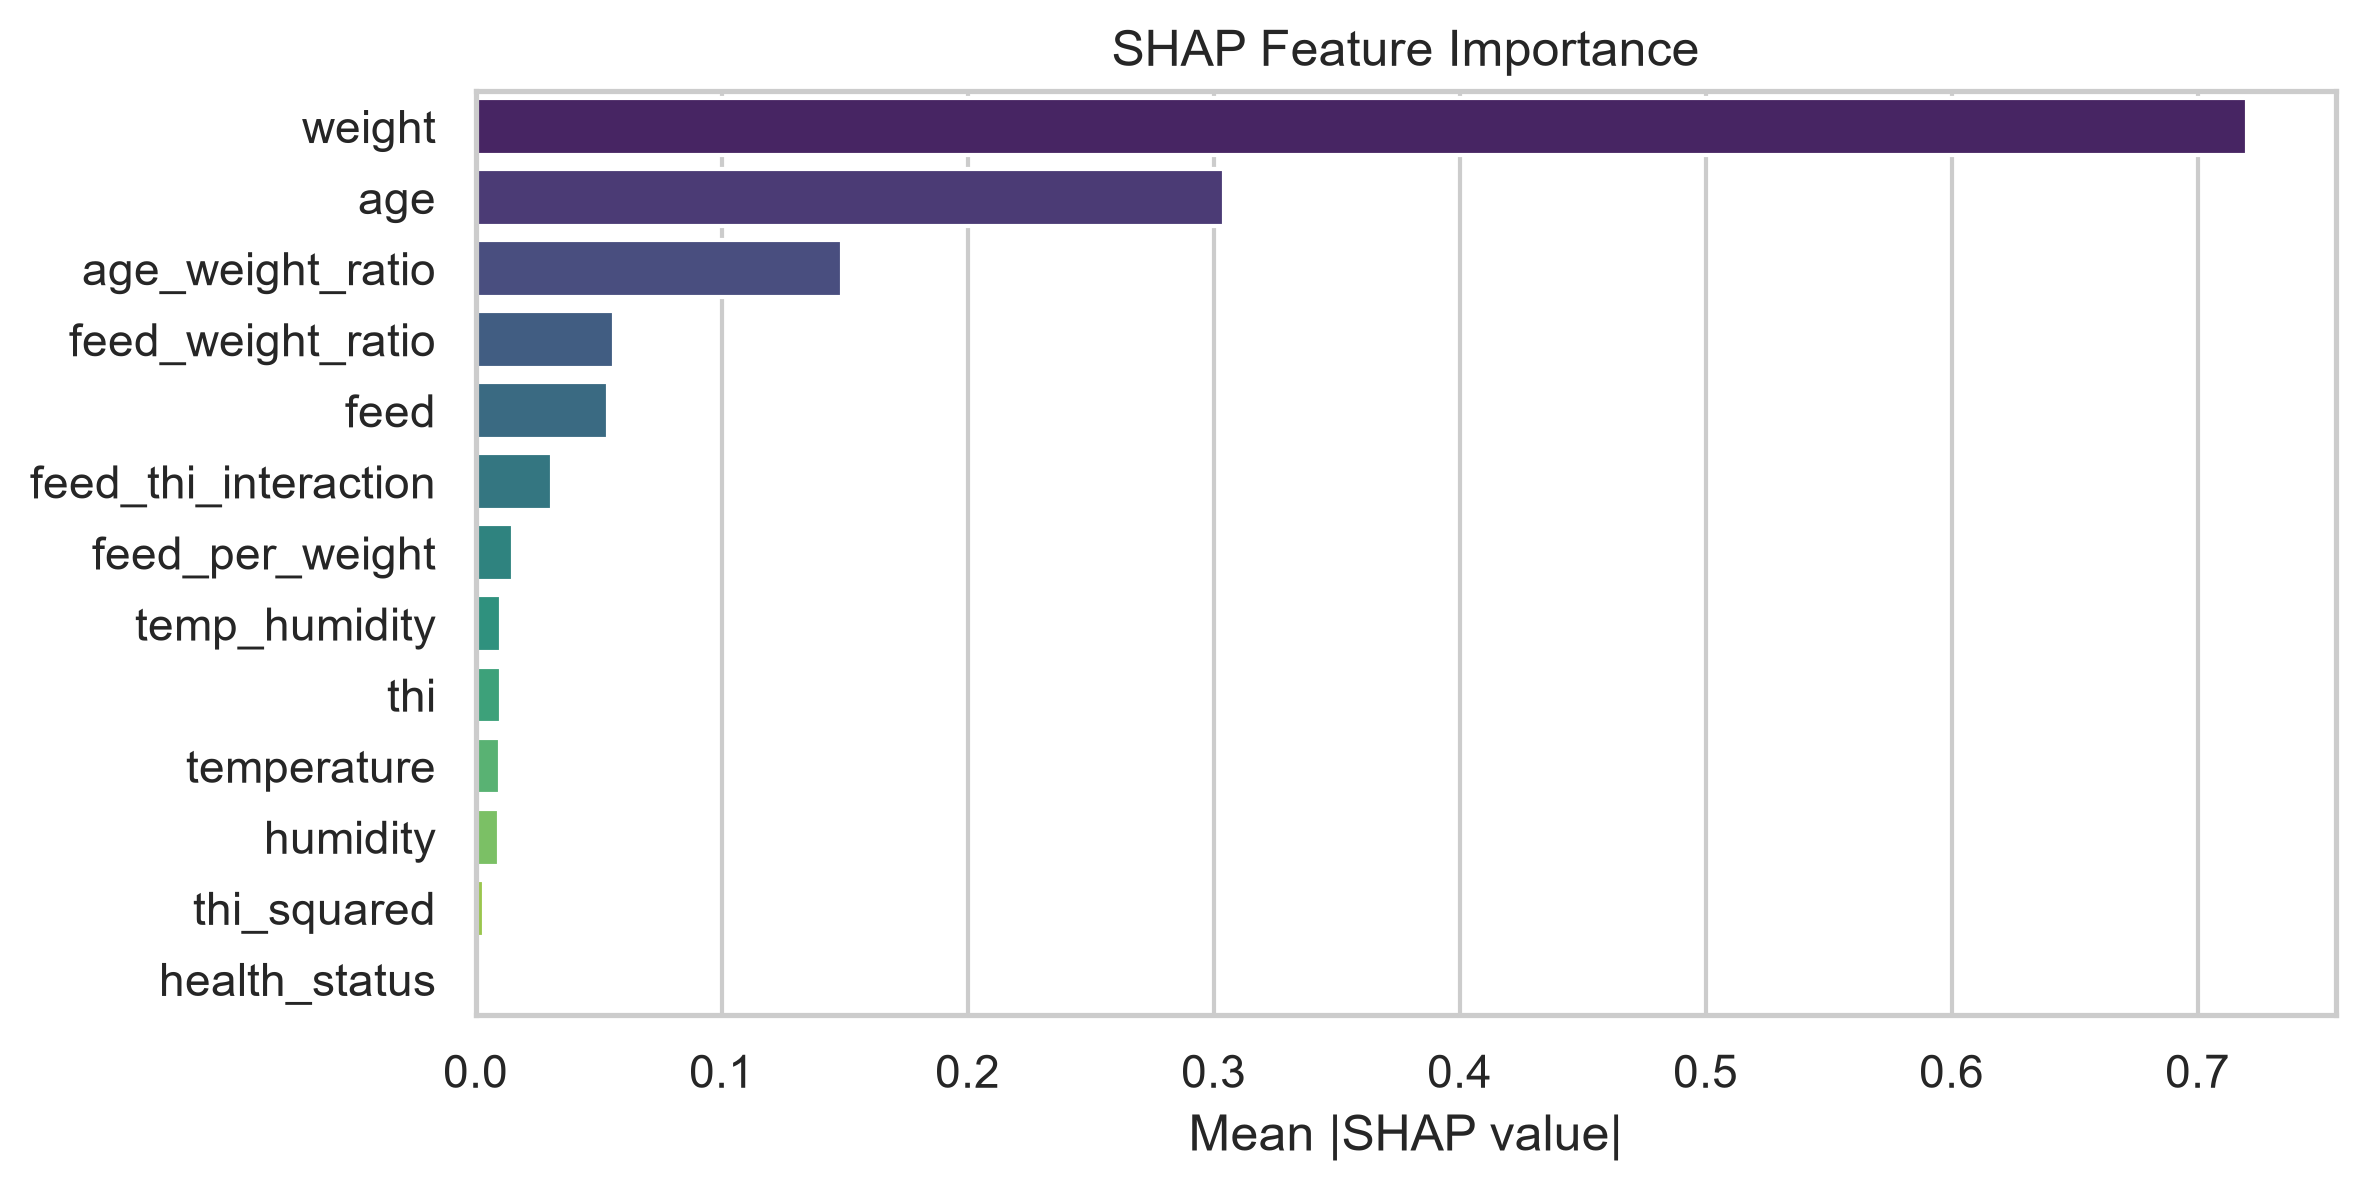 SHAP Feature Importance
weight
age
age_weight_ratio
feed_weight_ratio
feed
feed_thi_interaction
feed_per_weight
temp_humidity
thi
temperature
humidity
thi_squared
health_status
0.0 0.1 0.2 0.3 0.4 0.5 0.6 0.7
Mean |SHAP value|